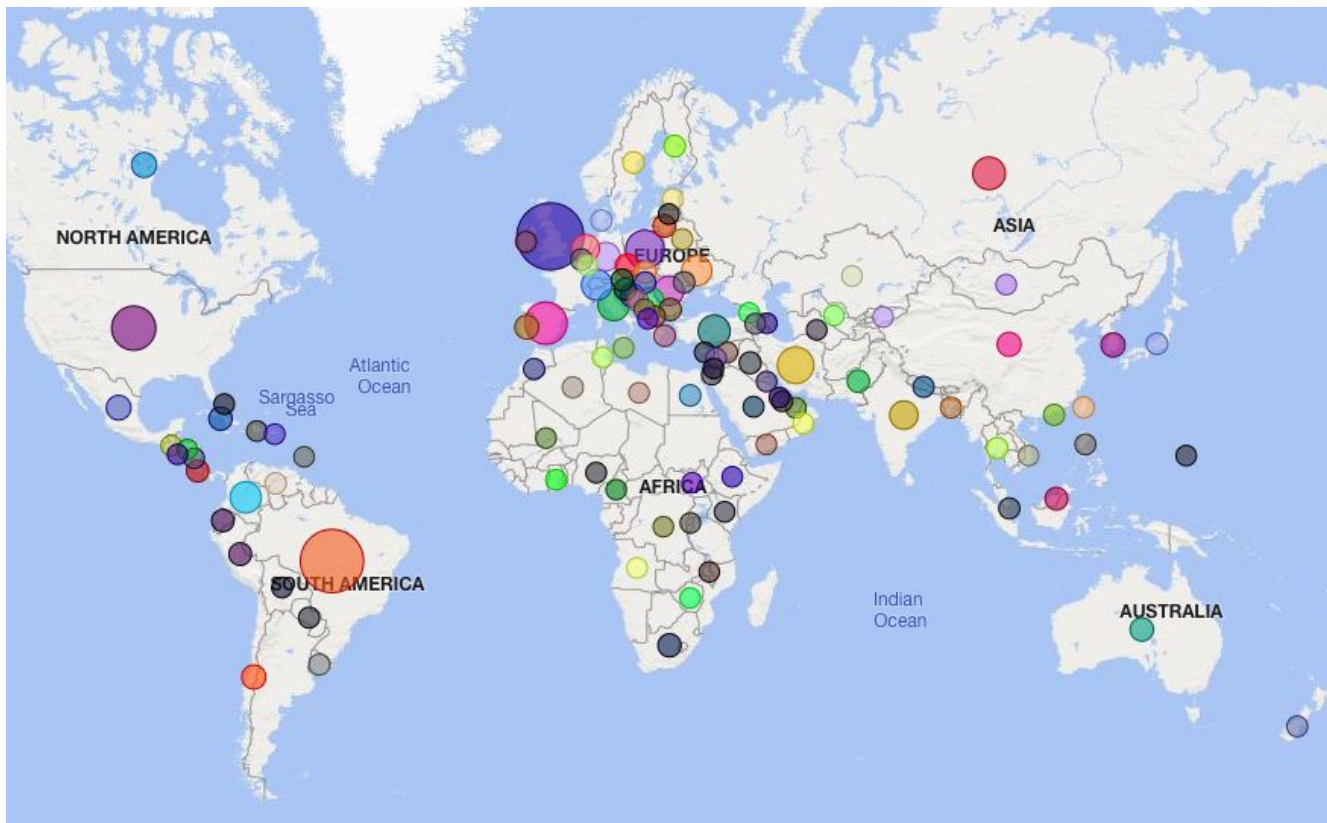 NORTH AMERICA
ASIA
EUROPE
Atlantic
Ocean
Sargasso
Sea
AFRICA
SOUTH AMERICA
Indian
Ocean
AUSTRALIA